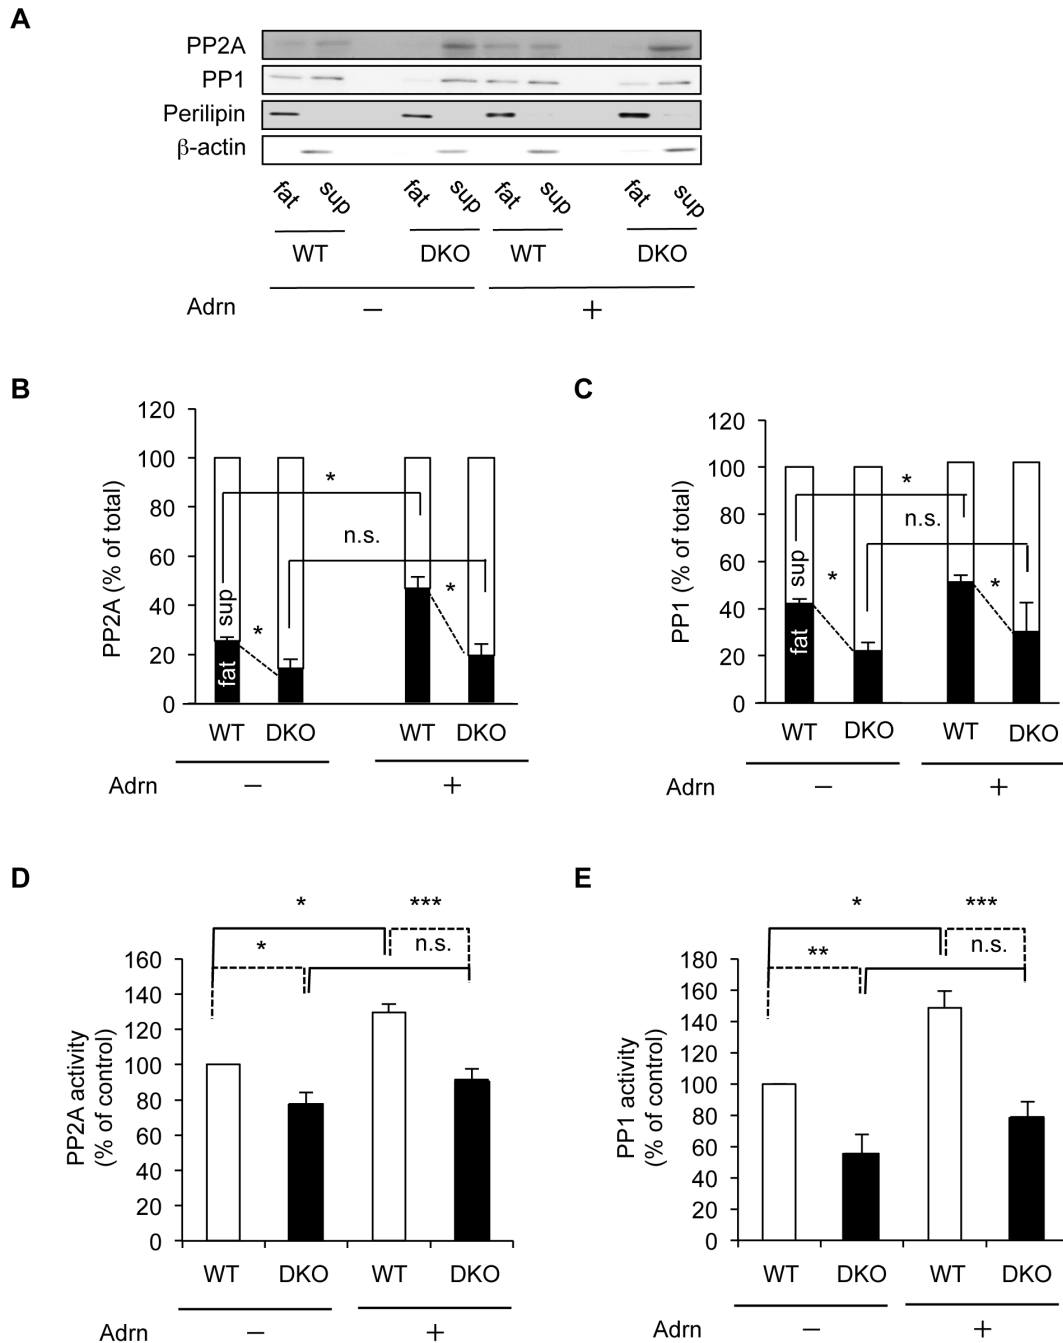 A
PP2A
PP1
Perilipin
β-actin
fat sup fat sup fat sup fat sup
WT DKO WT DKO
Adrn − +
B
PP2A (% of total)
120
100
80
60
40
20
0
*
n.s.
*
*
sup
fat
WT DKO WT DKO
Adrn − +
C
PP1 (% of total)
120
100
80
60
40
20
0
*
n.s.
*
*
sup
fat
WT DKO WT DKO
Adrn − +
D
* ***
* n.s.
PP2A activity
(% of control)
160
140
120
100
80
60
40
20
0
WT DKO WT DKO
Adrn − +
E
* ***
** n.s.
PP1 activity
(% of control)
180
160
140
120
100
80
60
40
20
0
WT DKO WT DKO
Adrn − +